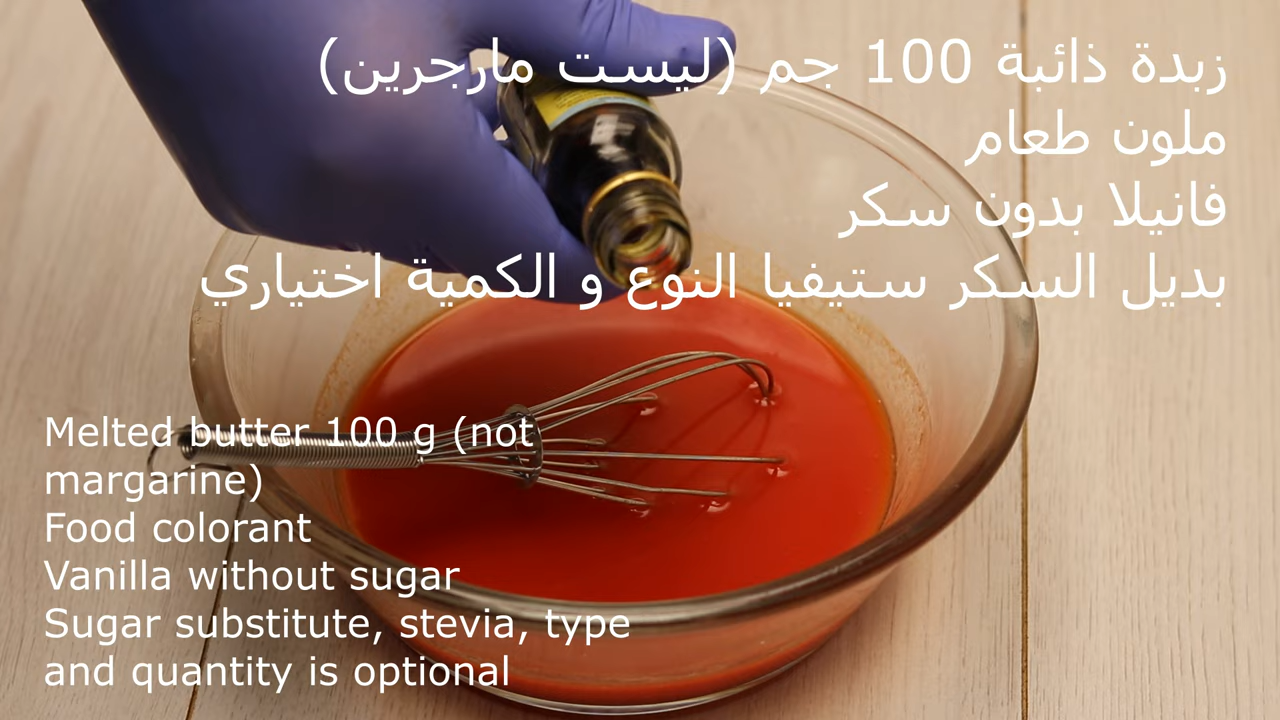 زبدة ذائبة 100 جم (ليست مارجرين)
ملون طعام
فانيلا بدون سكر
بديل السكر ستيفيا النوع و الكمية اختياري
Melted butter 100 g (not
margarine)
Food colorant
Vanilla without sugar
Sugar substitute, stevia, type
and quantity is optional